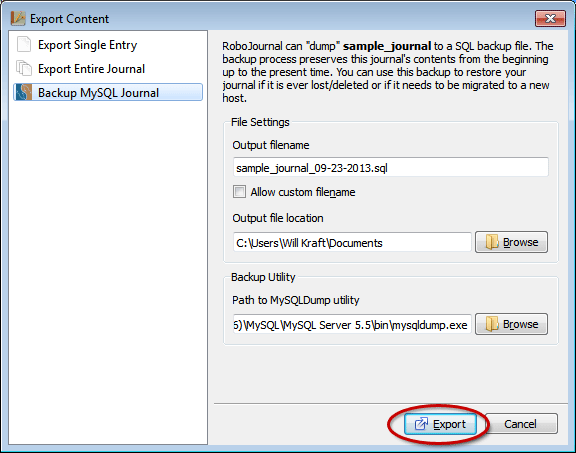 Export Content
Export Single Entry
Export Entire Journal
Backup MySQL Journal
RoboJournal can "dump" sample_journal to a SQL backup file. The
backup process preserves this journal's contents from the beginning
up to the present time. You can use this backup to restore your
journal if it is ever lost/deleted or if it needs to be migrated to a new
host.
File Settings
Output filename
sample_journal_09-23-2013.sql
Allow custom filename
Output file location
C:\Users\Will Kraft\Documents
Browse
Backup Utility
Path to MySQLDump utility
6)\MySQL\MySQL Server 5.5\bin\mysqldump.exe
Browse
Export
Cancel